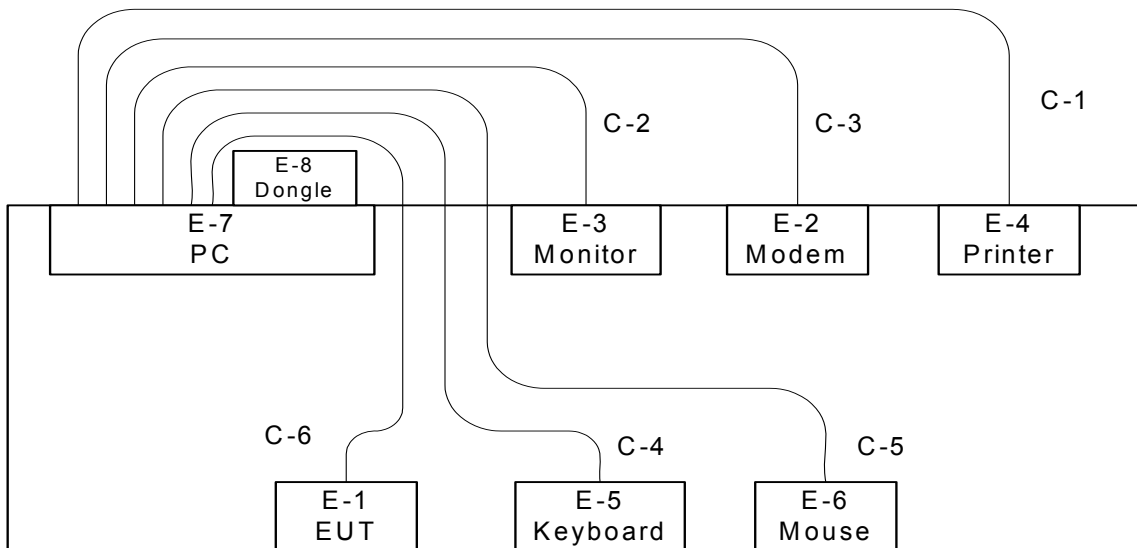 C-1
C-2
C-3
E-8
Dongle
E-7
PC
E-3
Monitor
E-2
Modem
E-4
Printer
C-6
C-4
C-5
E-1
EUT
E-5
Keyboard
E-6
Mouse